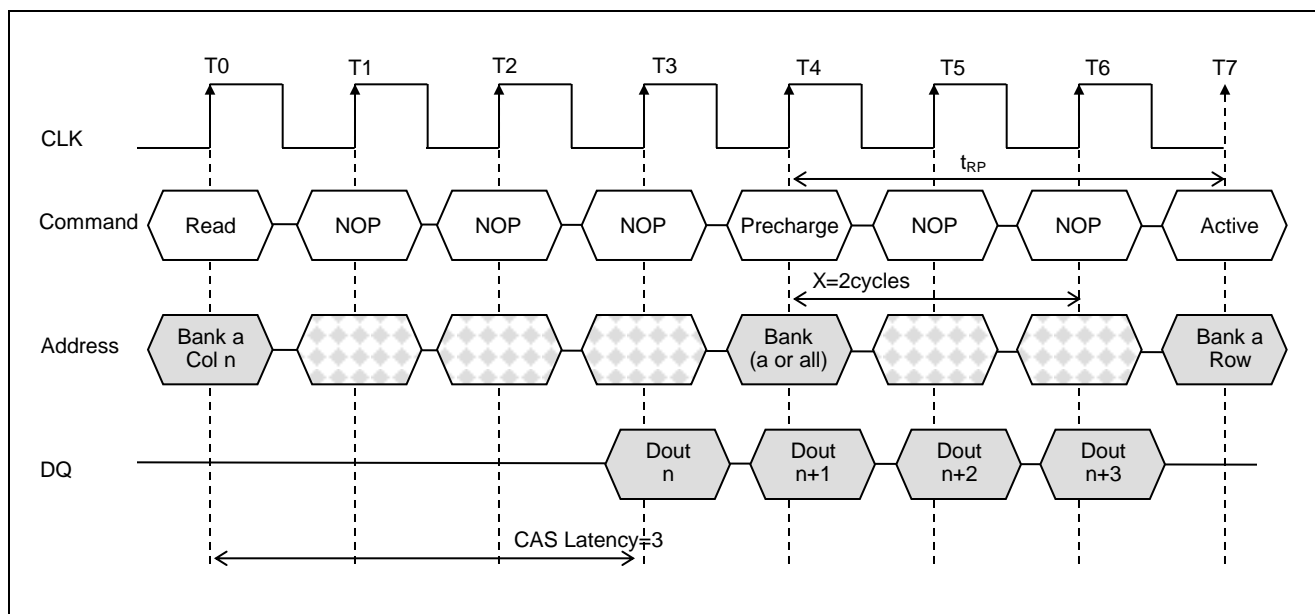 T0 T1 T2 T3 T4 T5 T6 T7
CLK
tRP
Command Read NOP NOP NOP Precharge NOP NOP Active
X=2cycles
Address Bank a Bank Bank a
Col n (a or all) Row
DQ Dout Dout Dout Dout
n n+1 n+2 n+3
CAS Latency=3